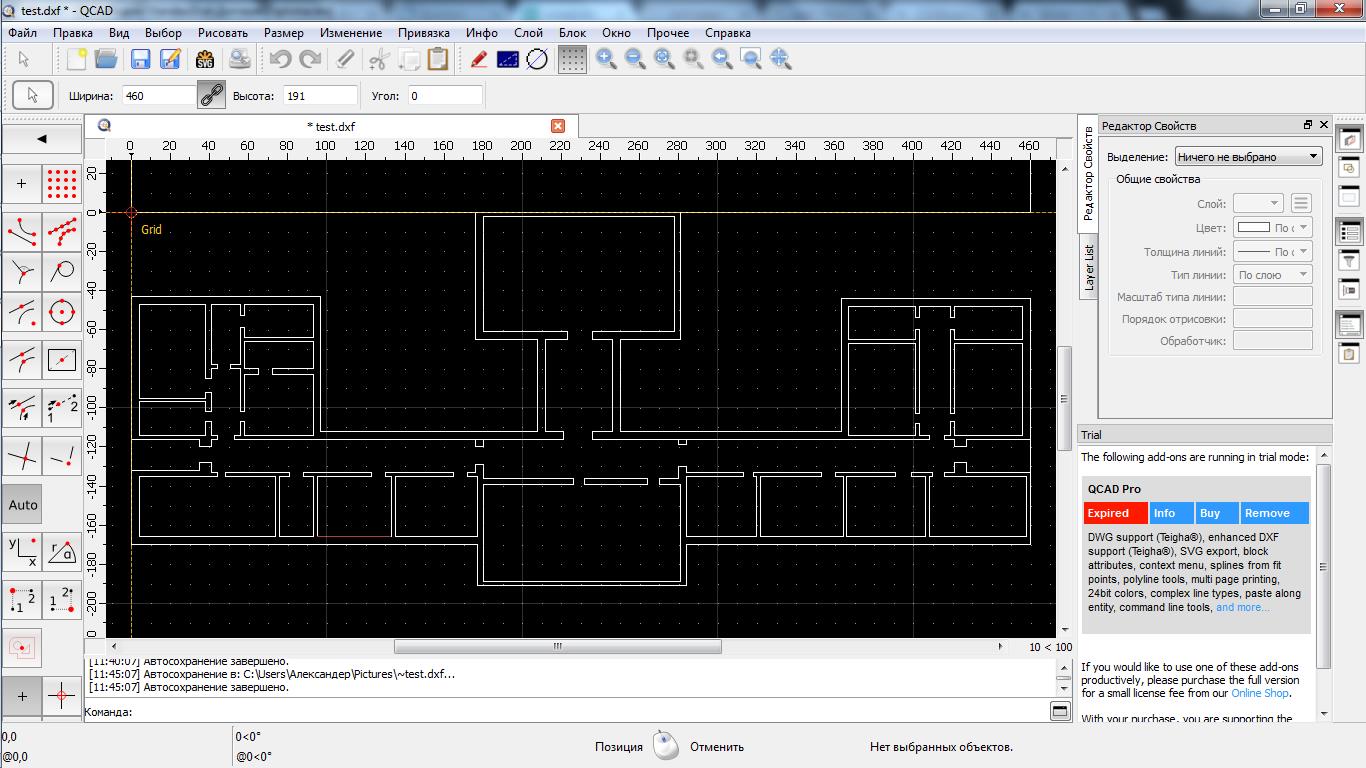 test.dxf * - QCAD
Файл Правка Вид Выбор Рисовать Размер Изменение Привязка Инфо Слой Блок Окно Прочее Справка
SVG
Ширина: 460 Высота: 191 Угол: 0
* test.dxf
0 20 40 60 80 100 120 140 160 180 200 220 240 260 280 300 320 340 360 380 400 420 440 460
20
0
-20
-40
-60
-80
-100
-120
-140
-160
-180
-200
0
Grid
1 2
Auto
y x
r a
1 2
1 2
10 < 100
[11:40:07] Автосохранение завершено.
[11:45:07] Автосохранение в: C:\Users\Александер\Pictures\~test.dxf...
[11:45:07] Автосохранение завершено.
Команда:
Редактор Свойств
Layer List
Редактор Свойств
Выделение: Ничего не выбрано
Общие свойства
Слой:
Цвет: По с
Толщина линий: По с
Тип линии: По слою
Масштаб типа линии:
Порядок отрисовки:
Обработчик:
Trial
The following add-ons are running in trial mode:
QCAD Pro
Expired Info Buy Remove
DWG support (Teigha®), enhanced DXF
support (Teigha®), SVG export, block
attributes, context menu, splines from fit
points, polyline tools, multi page printing,
24bit colors, complex line types, paste along
entity, command line tools, and more...
If you would like to use one of these add-ons
productively, please purchase the full version
for a small license fee from our Online Shop.
With your purchase, you are supporting the
0,0
@0,0
0<0°
@0<0°
Позиция Отменить
Нет выбранных объектов.